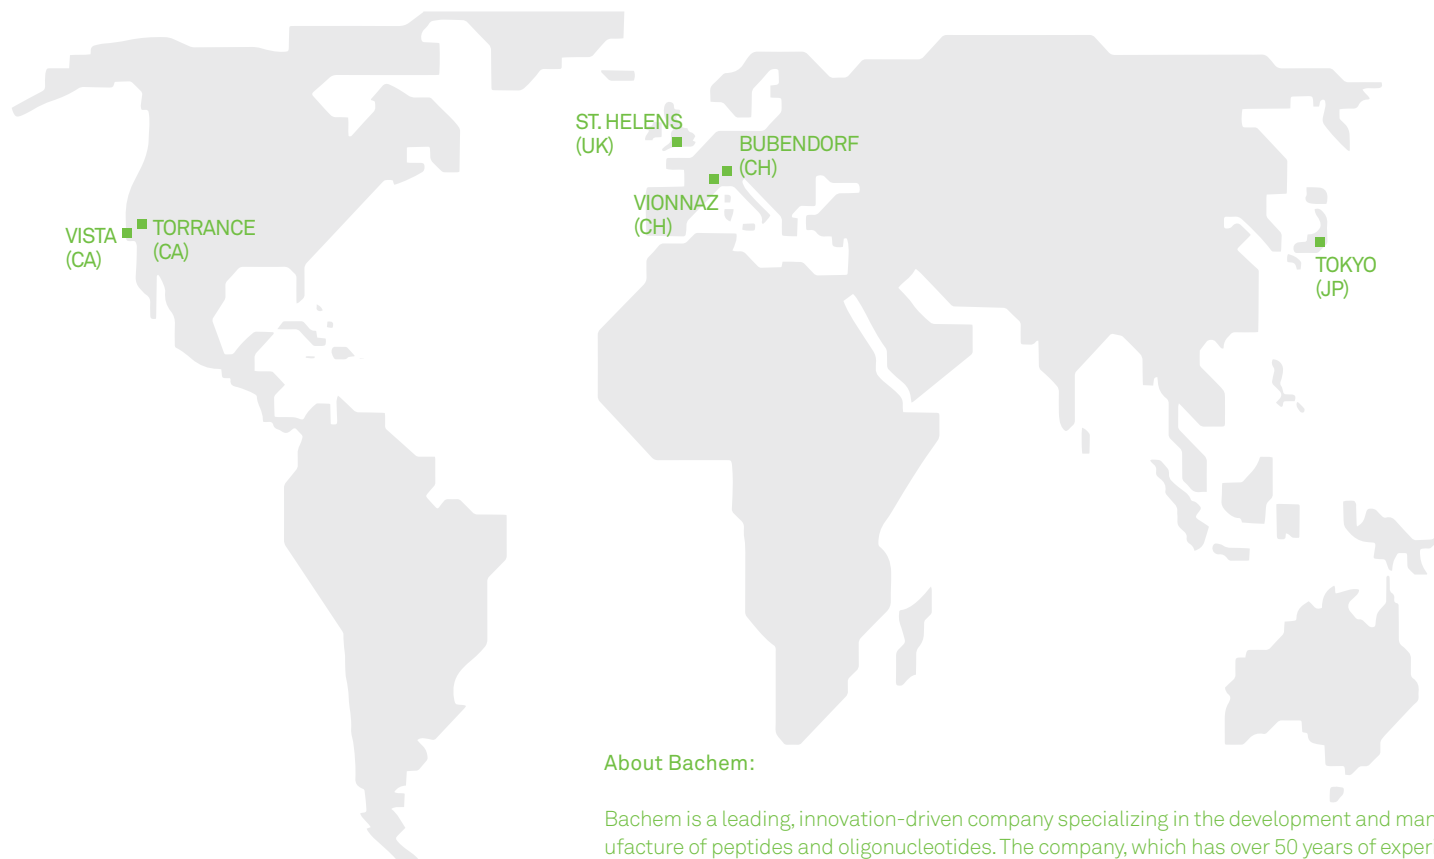 ST. HELENS
(UK)
BUBENDORF
(CH)
VIONNAZ
(CH)
VISTA
(CA)
TORRANCE
(CA)
TOKYO
(JP)
About Bachem:
Bachem is a leading, innovation-driven company specializing in the development and man
ufacture of peptides and oligonucleotides. The company, which has over 50 years of exper